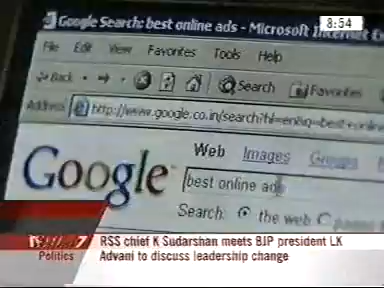 Google Search: best online ads - Microsoft Internet Ex
8:54
File Edit View Favorites Tools Help
Back Search Favorites
Address http://www.google.co.in/search?hl=en&q=best+online
Web Images Groups
Google
best online ads
Search: the web
Politics
RSS chief K Sudarshan meets BJP president LK
Advani to discuss leadership change